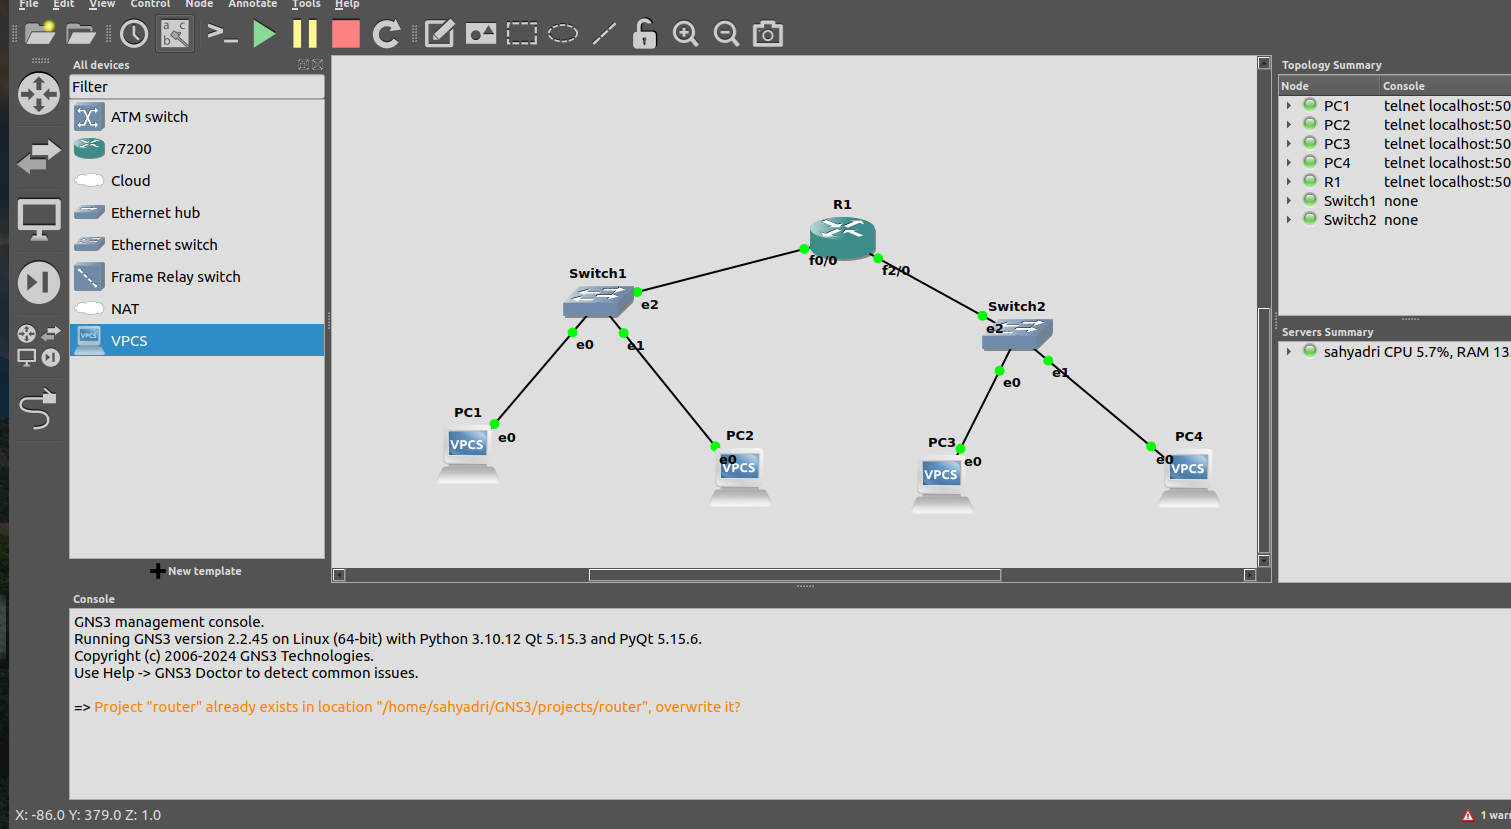 File Edit View Control Node Annotate Tools Help
All devices
Filter
ATM switch
c7200
Cloud
Ethernet hub
Ethernet switch
Frame Relay switch
NAT
VPCS
New template
R1
f0/0
f2/0
Switch1
e2
e0
e1
Switch2
e2
e0
e1
PC1
e0
VPCS
PC2
e0
VPCS
PC3
e0
VPCS
PC4
e0
VPCS
Topology Summary
Node Console
PC1 telnet localhost:50
PC2 telnet localhost:50
PC3 telnet localhost:50
PC4 telnet localhost:50
R1 telnet localhost:50
Switch1 none
Switch2 none
Servers Summary
sahyadri CPU 5.7%, RAM 13.
Console
GNS3 management console.
Running GNS3 version 2.2.45 on Linux (64-bit) with Python 3.10.12 Qt 5.15.3 and PyQt 5.15.6.
Copyright (c) 2006-2024 GNS3 Technologies.
Use Help -> GNS3 Doctor to detect common issues.
=> Project "router" already exists in location "/home/sahyadri/GNS3/projects/router", overwrite it?
X: -86.0 Y: 379.0 Z: 1.0
1 warn